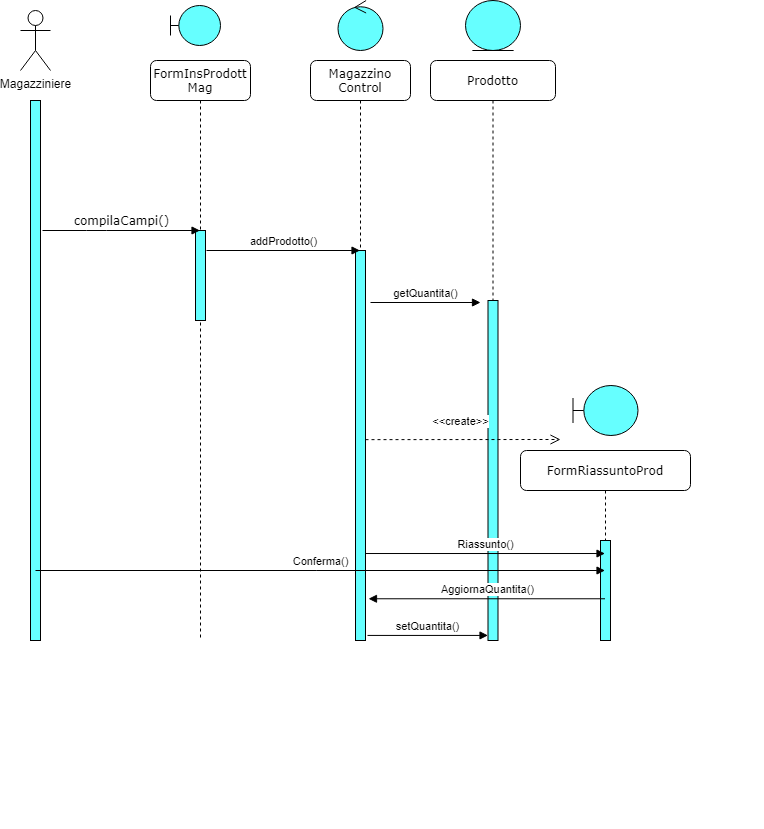 Magazziniere
FormInsProdott
Mag
Magazzino
Control
Prodotto
compilaCampi()
addProdotto()
getQuantita()
<<create>>
FormRiassuntoProd
Riassunto()
Conferma()
AggiornaQuantita()
setQuantita()